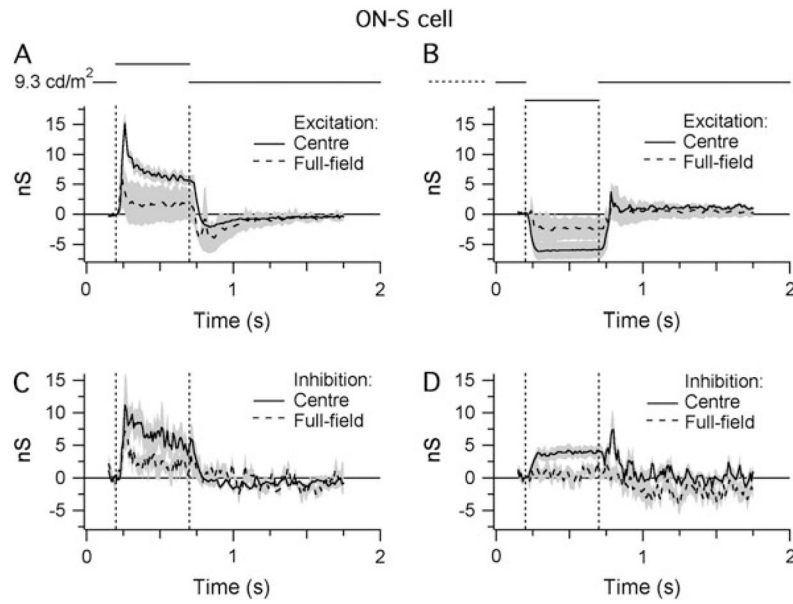 ON-S cell
A
9.3 cd/m²
Excitation:
Centre
Full-field
nS
15
10
5
0
-5
0 1 2
Time (s)
B
Excitation:
Centre
Full-field
nS
15
10
5
0
-5
0 1 2
Time (s)
C
Inhibition:
Centre
Full-field
nS
15
10
5
0
-5
0 1 2
Time (s)
D
Inhibition:
Centre
Full-field
nS
15
10
5
0
-5
0 1 2
Time (s)